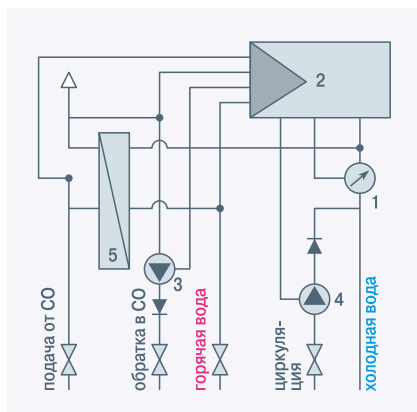 2
1
5
3
4
подача от СО
обратка в СО
горячая вода
циркуля-
ция
холодная вода